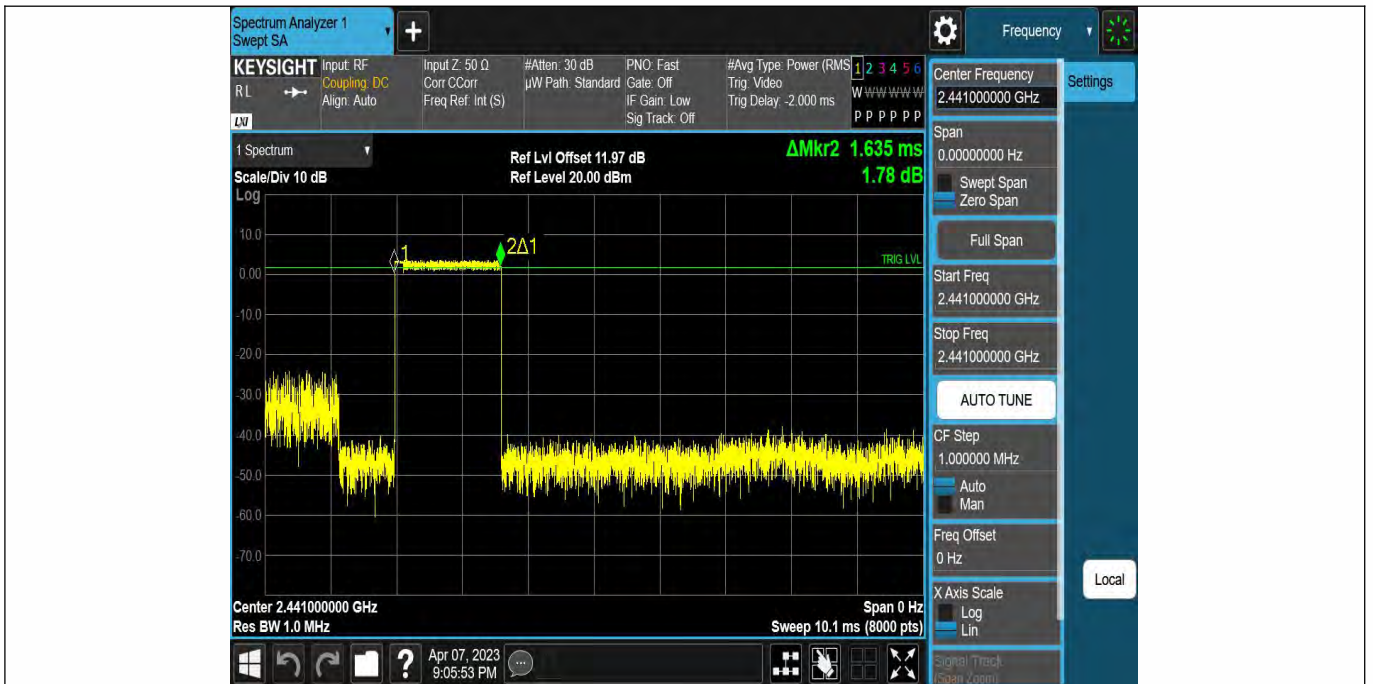 Spectrum Analyzer 1
Swept SA
+
Frequency
KEYSIGHT
RL
LXI
Input: RF
Coupling: DC
Align: Auto
Input Z: 50 Ω
Corr CCorr
Freq Ref: Int (S)
#Atten: 30 dB
µW Path: Standard
PNO: Fast
Gate: Off
IF Gain: Low
Sig Track: Off
#Avg Type: Power (RMS
Trig: Video
Trig Delay: -2.000 ms
1 2 3 4 5 6
W W W W W W
P P P P P P
1 Spectrum
Scale/Div 10 dB
Log
Ref Lvl Offset 11.97 dB
Ref Level 20.00 dBm
ΔMkr2 1.635 ms
1.78 dB
10.0
0.00
-10.0
-20.0
-30.0
-40.0
-50.0
-60.0
-70.0
1
2Δ1
TRIG LVL
Center 2.441000000 GHz
Res BW 1.0 MHz
Span 0 Hz
Sweep 10.1 ms (8000 pts)
Center Frequency
2.441000000 GHz
Settings
Span
0.00000000 Hz
Swept Span
Zero Span
Full Span
Start Freq
2.441000000 GHz
Stop Freq
2.441000000 GHz
AUTO TUNE
CF Step
1.000000 MHz
Auto
Man
Freq Offset
0 Hz
X Axis Scale
Log
Lin
Signal Track
(Span Zoom)
Local
?
Apr 07, 2023
9:05:53 PM